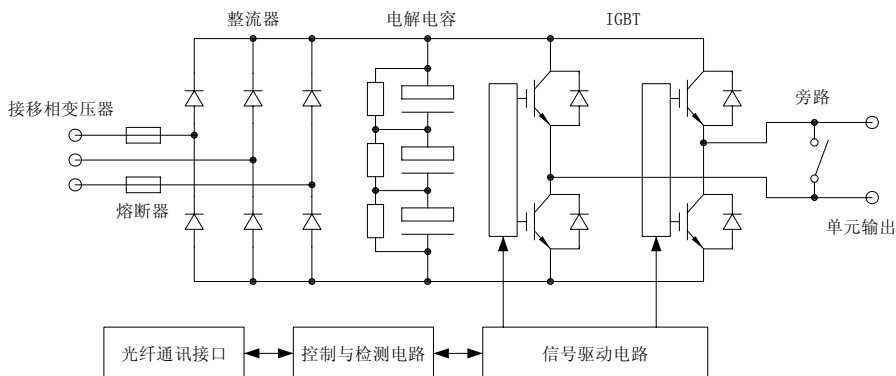 整流器
电解电容
IGBT
接移相变压器
旁路
熔断器
单元输出
光纤通讯接口
控制与检测电路
信号驱动电路